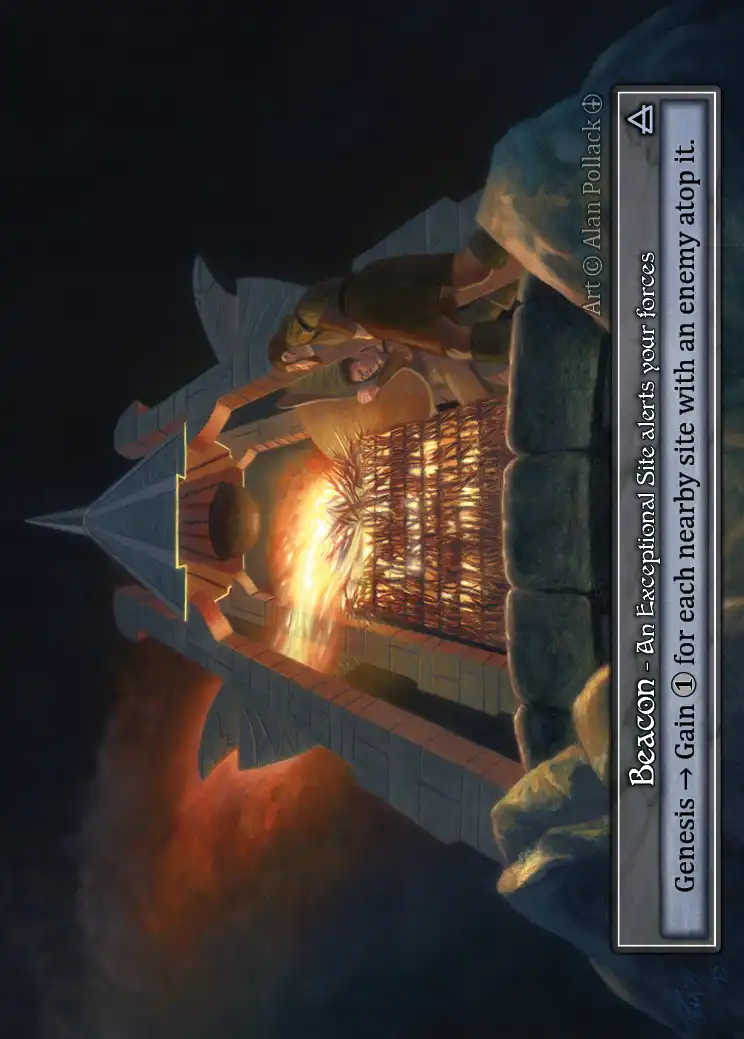 Art © Alan Pollack
Beacon - An Exceptional Site alerts your forces
Genesis → Gain ① for each nearby site with an enemy atop it.